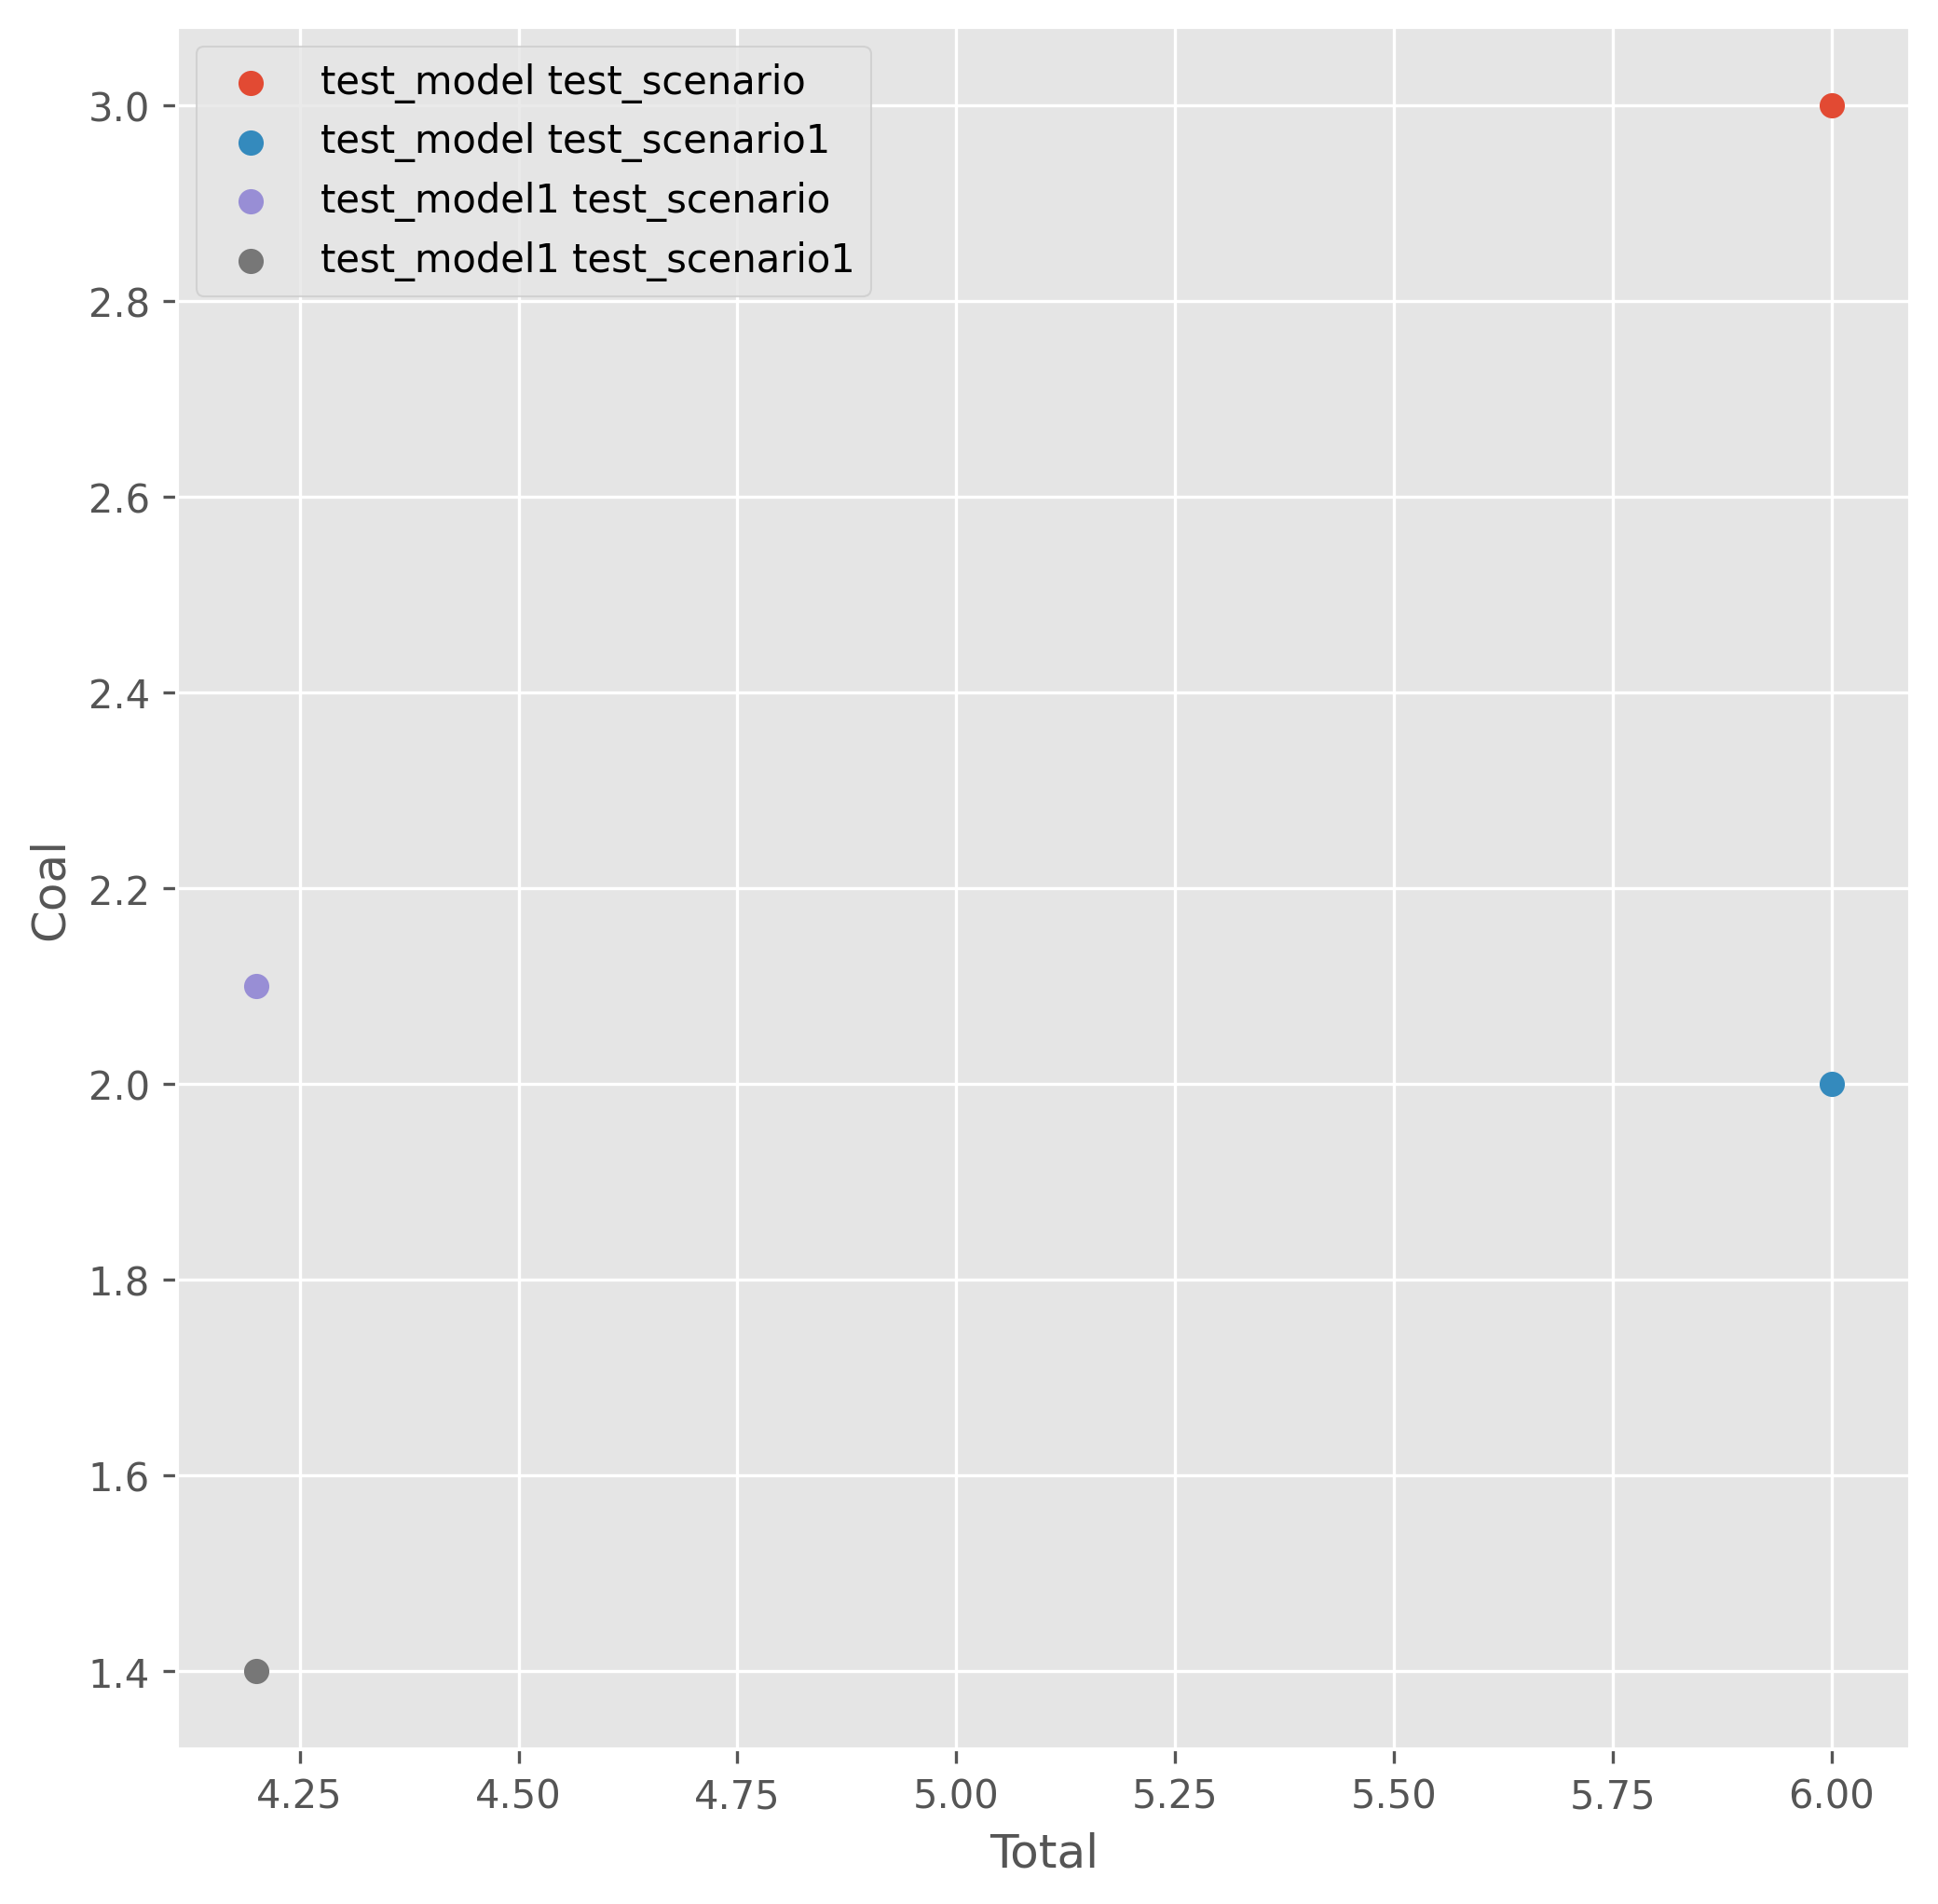 test_model test_scenario
test_model test_scenario1
test_model1 test_scenario
test_model1 test_scenario1
3.0
2.8
2.6
2.4
2.2
2.0
1.8
1.6
1.4
Coal
4.25 4.50 4.75 5.00 5.25 5.50 5.75 6.00
Total